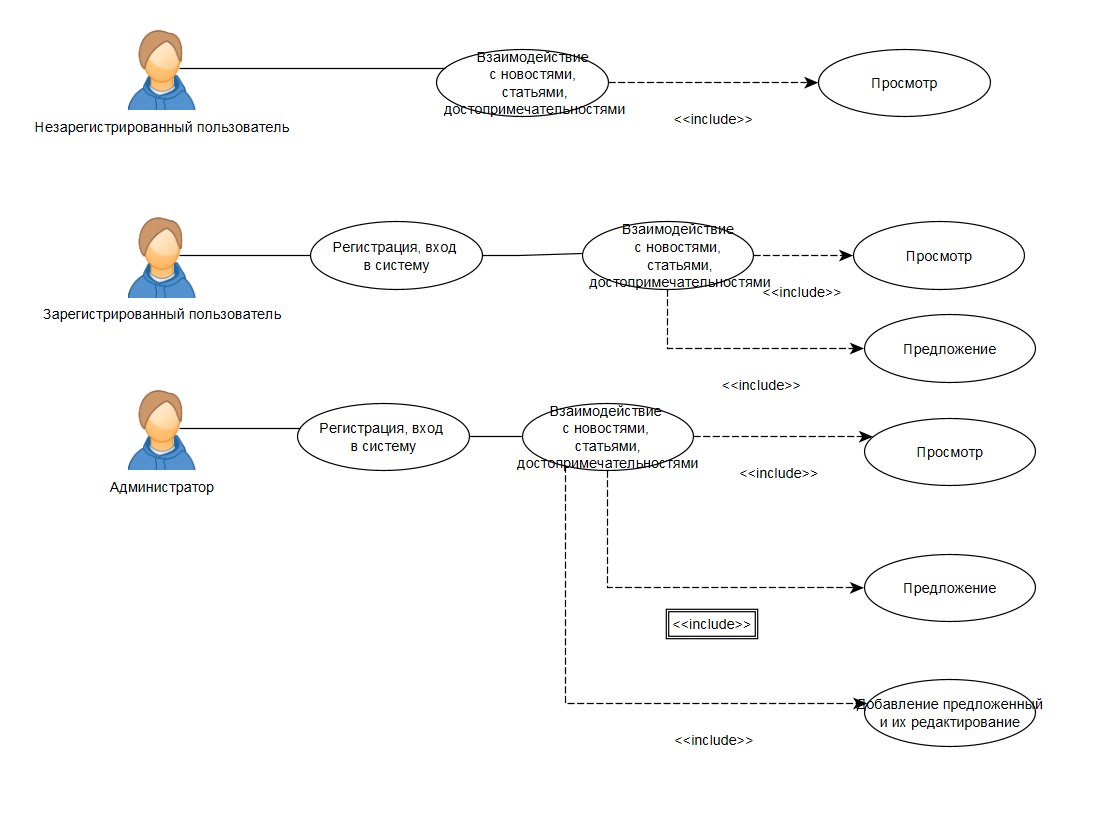 Взаимодействие
с новостями,
статьями,
достопримечательностями
Просмотр
<<include>>
Незарегистрированный пользователь
Регистрация, вход
в систему
Взаимодействие
с новостями,
статьями,
достопримечательностями
Просмотр
<<include>>
Зарегистрированный пользователь
Предложение
<<include>>
Регистрация, вход
в систему
Взаимодействие
с новостями,
статьями,
достопримечательностями
Просмотр
<<include>>
Администратор
Предложение
<<include>>
Добавление предложенный
и их редактирование
<<include>>